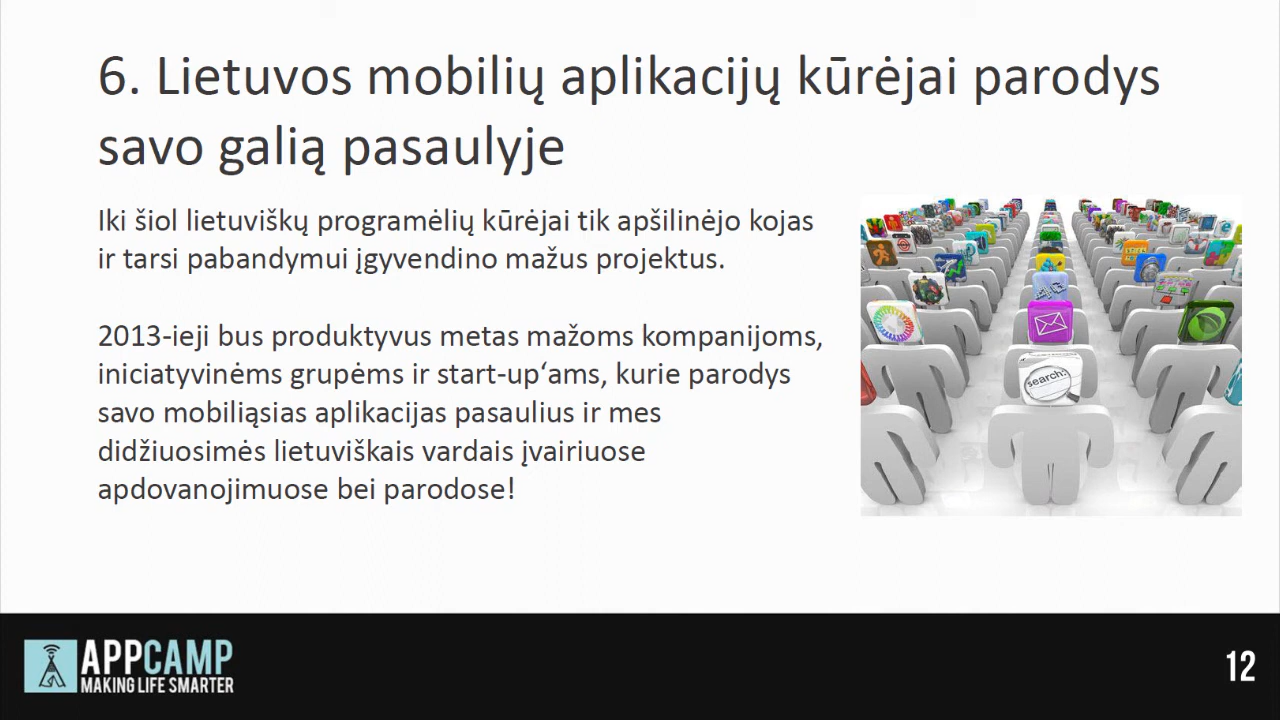 6. Lietuvos mobilių aplikacijų kūrėjai parodys
savo galią pasaulyje
Iki šiol lietuviškų programėlių kūrėjai tik apšilinėjo kojas
ir tarsi pabandymui įgyvendino mažus projektus.
2013-ieji bus produktyvus metas mažoms kompanijoms,
iniciatyvinėms grupėms ir start-up‘ams, kurie parodys
savo mobiliąsias aplikacijas pasaulius ir mes
didžiuosimės lietuviškais vardais įvairiuose
apdovanojimuose bei parodose!
search:
APPCAMP
MAKING LIFE SMARTER
12